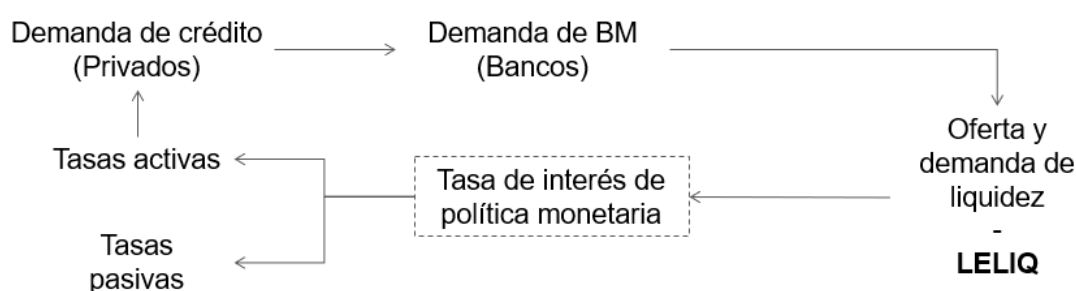 Demanda de crédito
(Privados)
Demanda de BM
(Bancos)
Oferta y
demanda de
liquidez
-
LELIQ
Tasa de interés de
política monetaria
Tasas activas
Tasas
pasivas